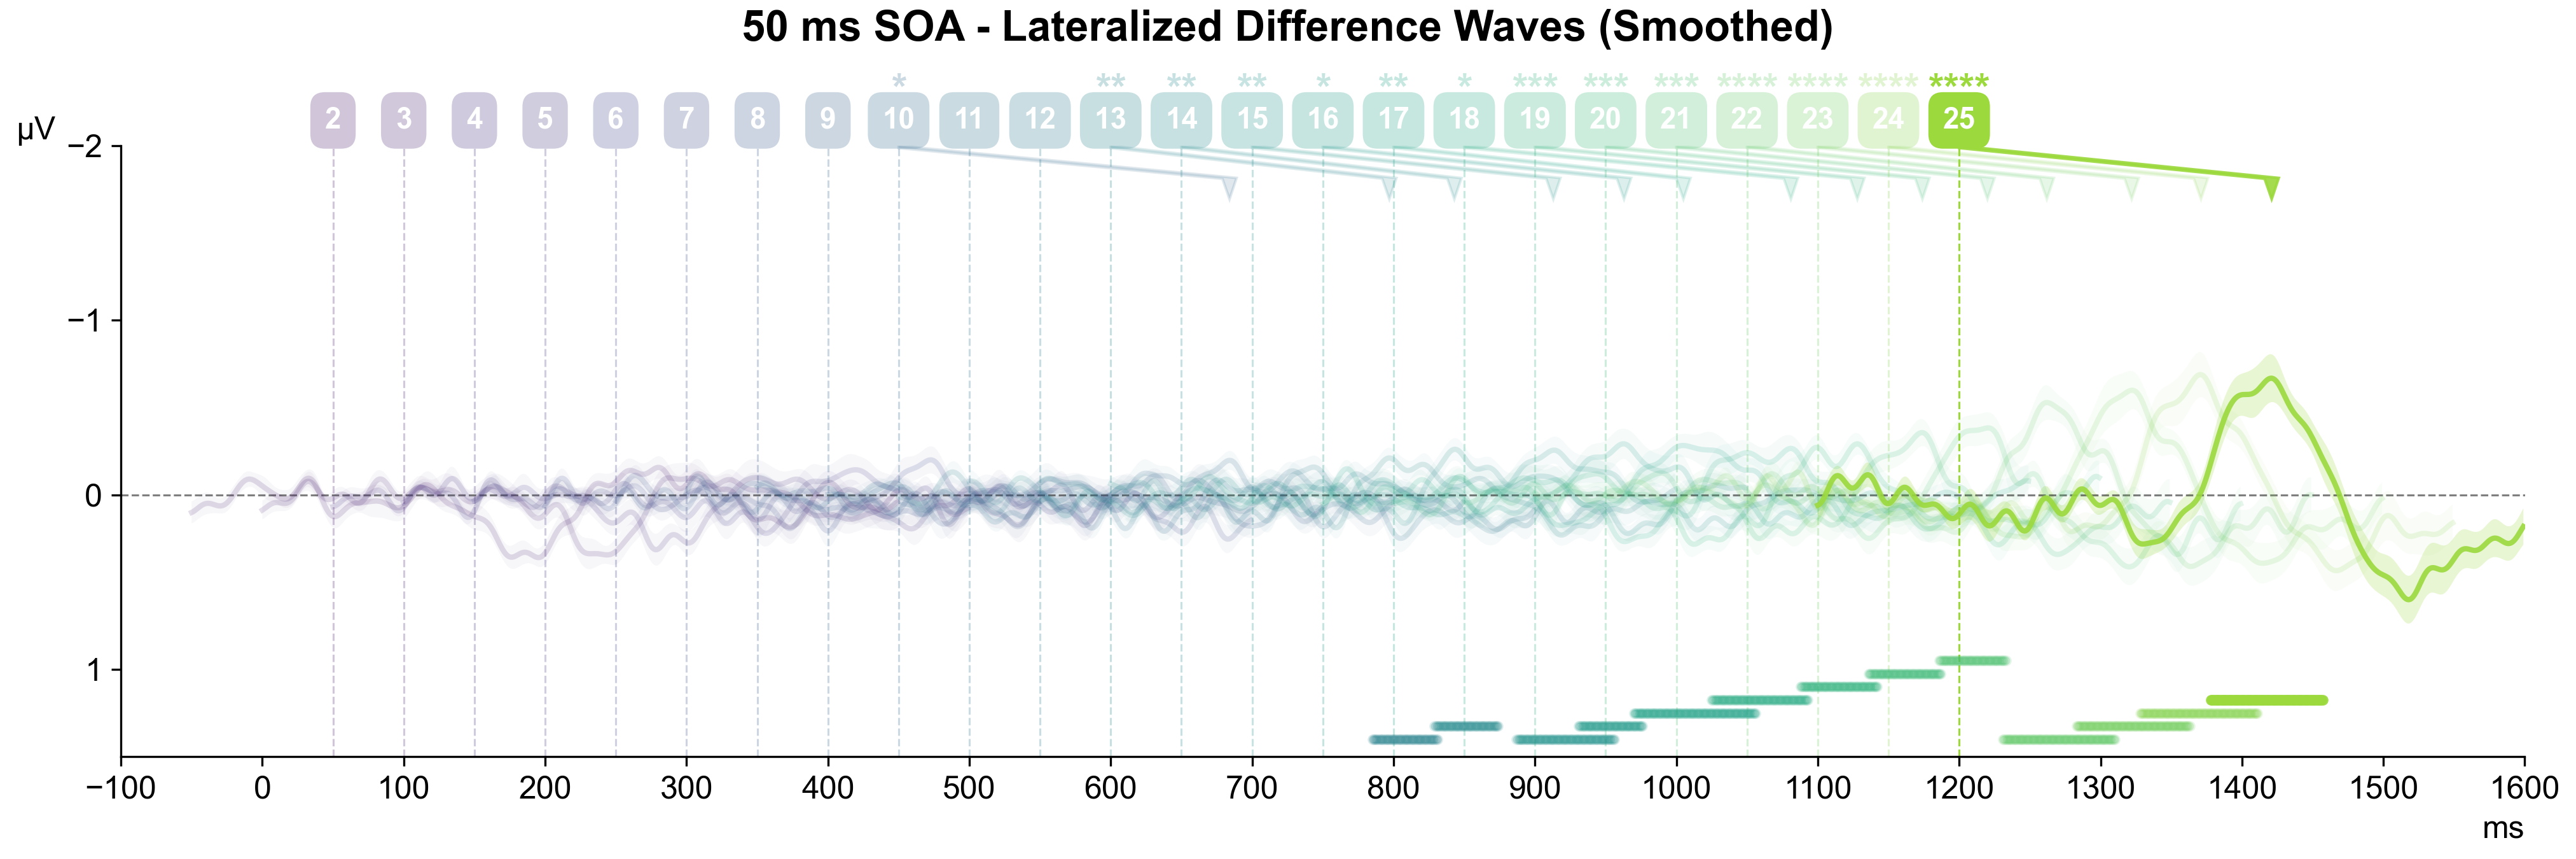 50 ms SOA - Lateralized Difference Waves (Smoothed)
* ** ** ** * ** * *** *** *** **** **** **** ****
2 3 4 5 6 7 8 9 10 11 12 13 14 15 16 17 18 19 20 21 22 23 24 25
μV
−2
−1
0
1
−100 0 100 200 300 400 500 600 700 800 900 1000 1100 1200 1300 1400 1500 1600
ms